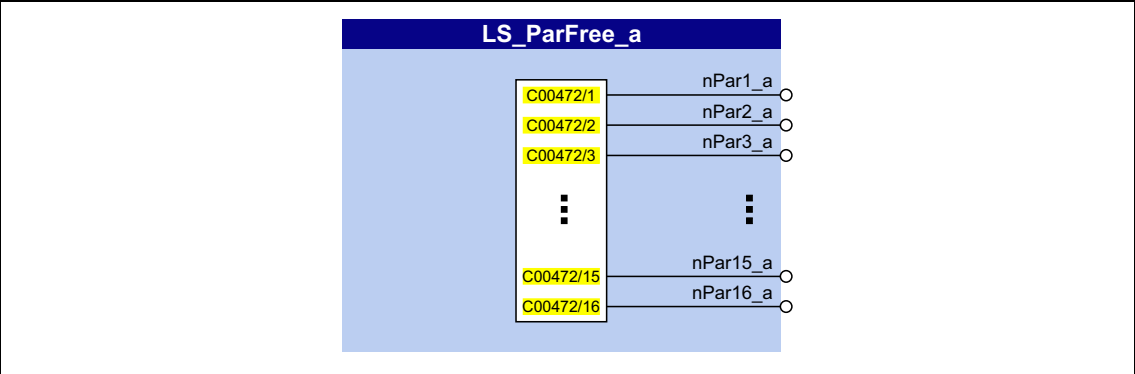 LS_ParFree_a
nPar1_a
C00472/1
nPar2_a
C00472/2
nPar3_a
C00472/3
nPar15_a
C00472/15
nPar16_a
C00472/16